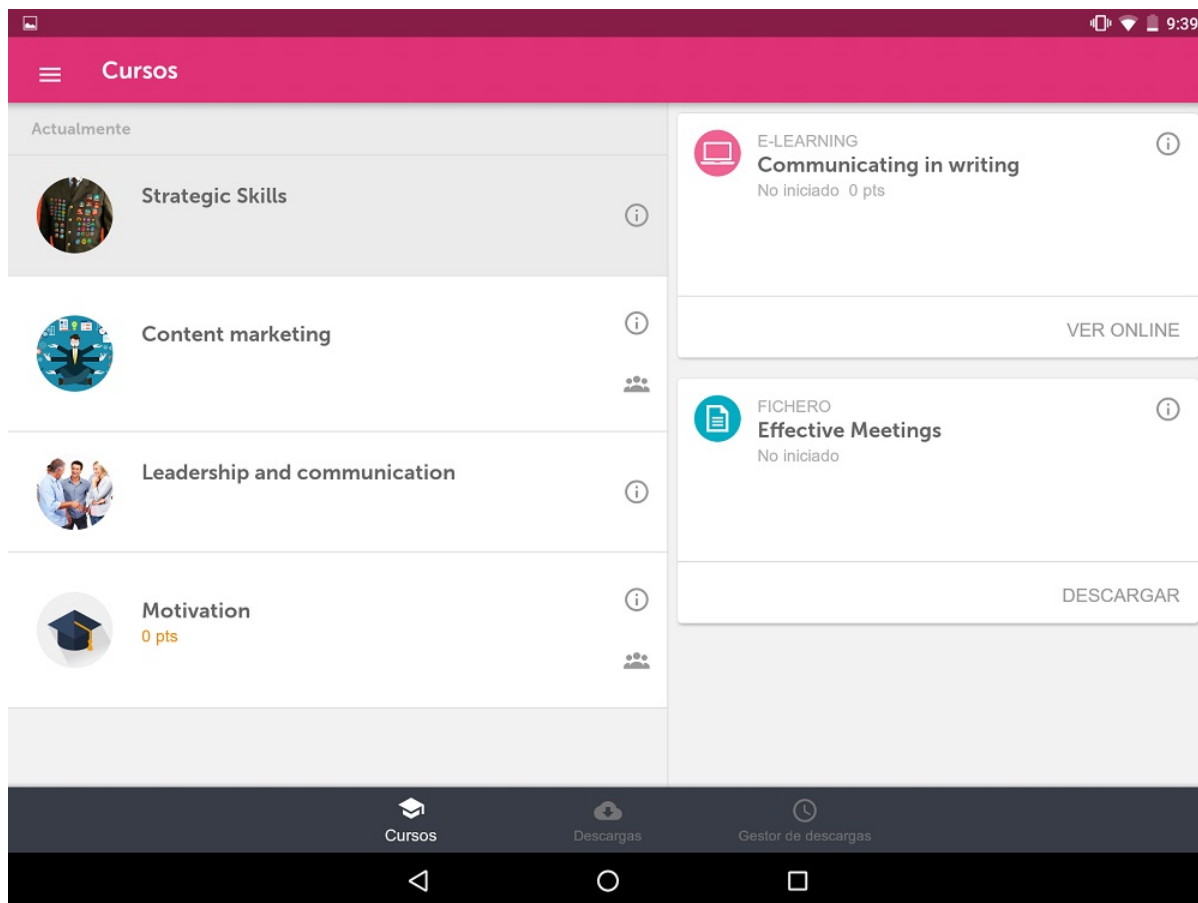 9:39
Cursos
Actualmente
Strategic Skills
Content marketing
Leadership and communication
Motivation
0 pts
E-LEARNING
Communicating in writing
No iniciado 0 pts
VER ONLINE
FICHERO
Effective Meetings
No iniciado
DESCARGAR
Cursos
Descargas
Gestor de descargas